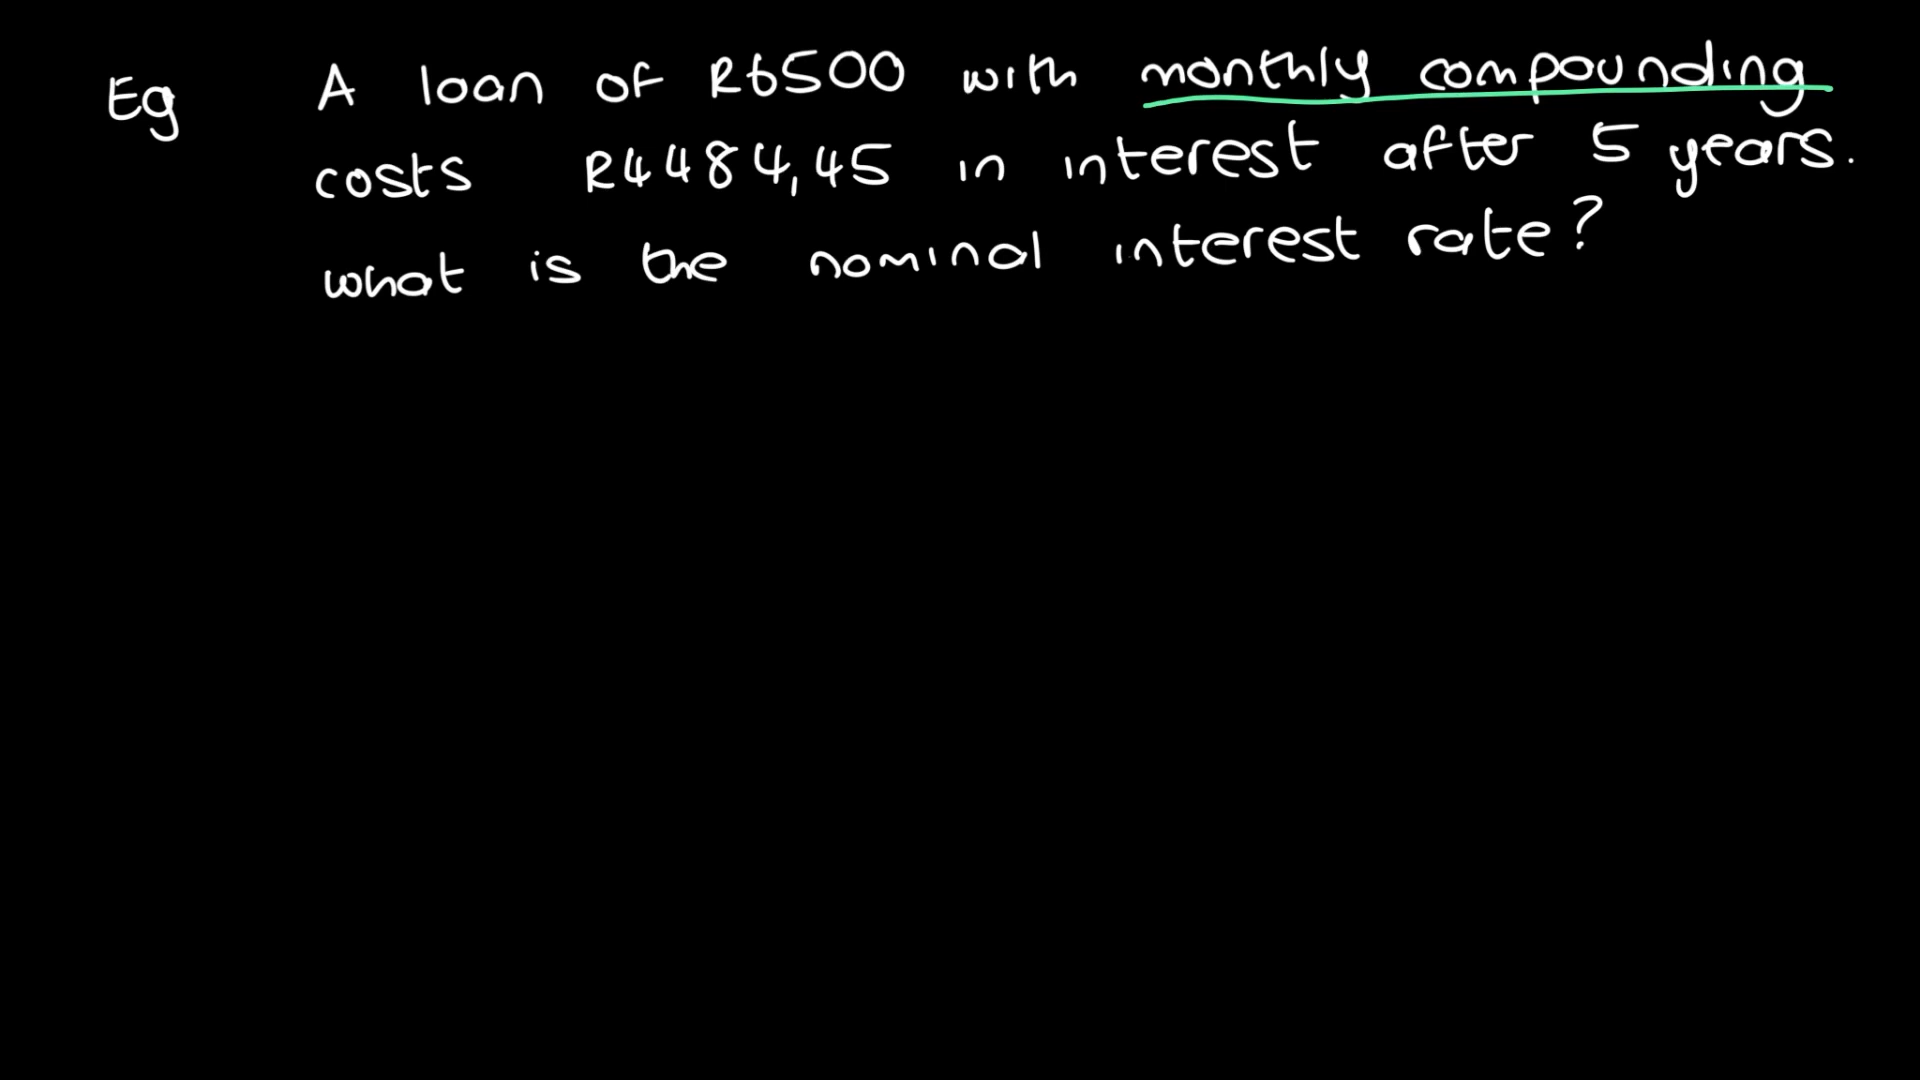 Eg A loan of R6500 with monthly compounding
costs R4484,45 in interest after 5 years.
what is the nominal interest rate?